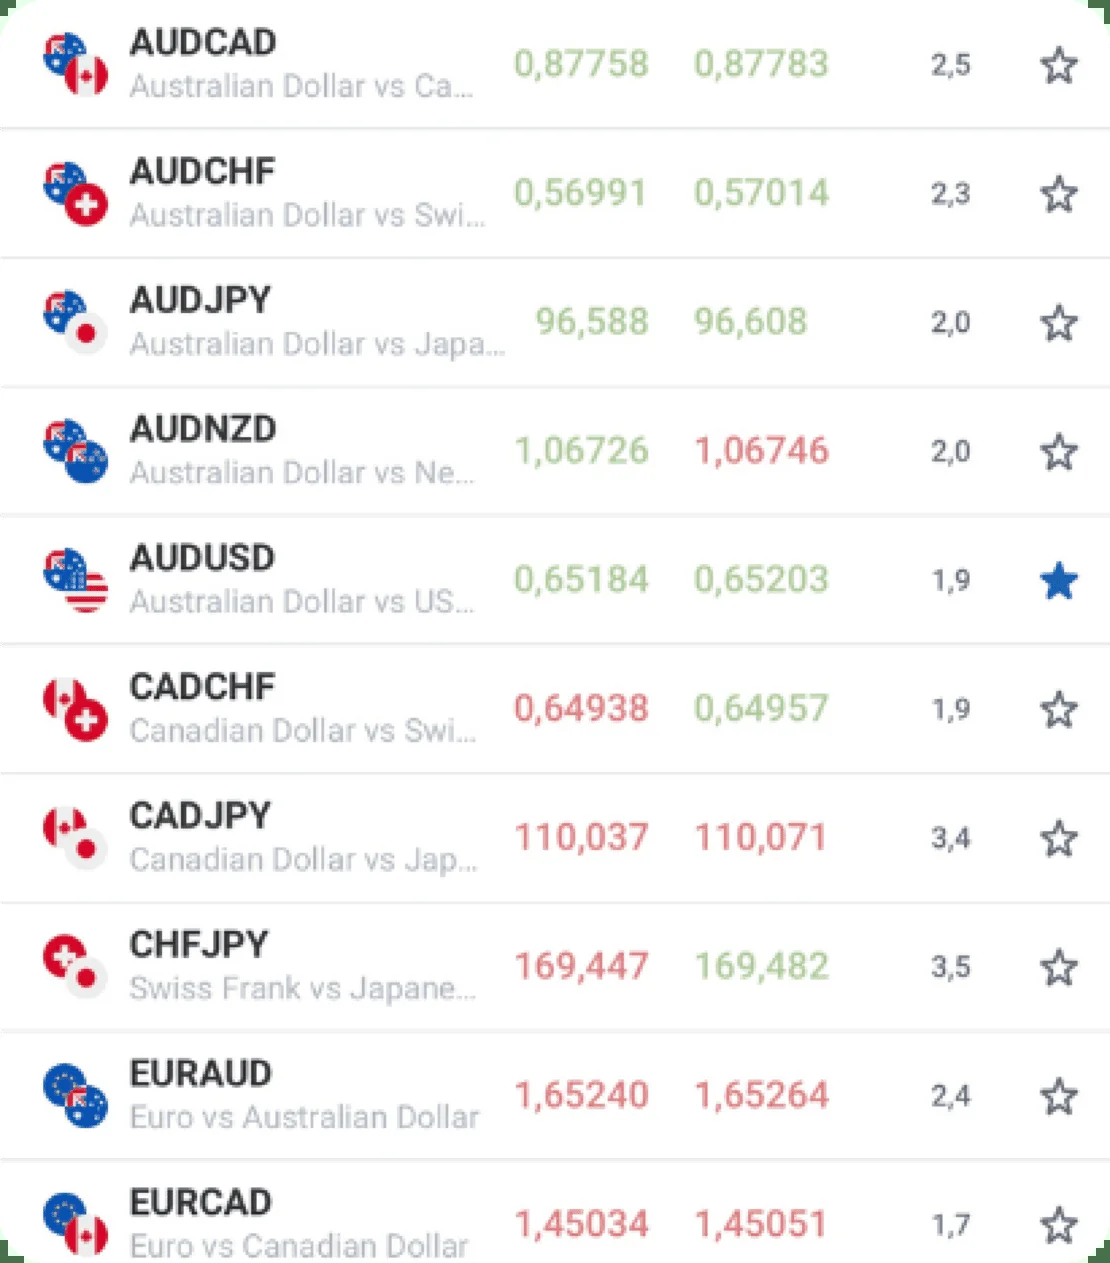 AUDCAD 0,87758 0,87783 2,5
Australian Dollar vs Ca...
AUDCHF 0,56991 0,57014 2,3
Australian Dollar vs Swi...
AUDJPY 96,588 96,608 2,0
Australian Dollar vs Japa...
AUDNZD 1,06726 1,06746 2,0
Australian Dollar vs Ne...
AUDUSD 0,65184 0,65203 1,9
Australian Dollar vs US...
CADCHF 0,64938 0,64957 1,9
Canadian Dollar vs Swi...
CADJPY 110,037 110,071 3,4
Canadian Dollar vs Jap...
CHFJPY 169,447 169,482 3,5
Swiss Frank vs Japane...
EURAUD 1,65240 1,65264 2,4
Euro vs Australian Dollar
EURCAD 1,45034 1,45051 1,7
Euro vs Canadian Dollar